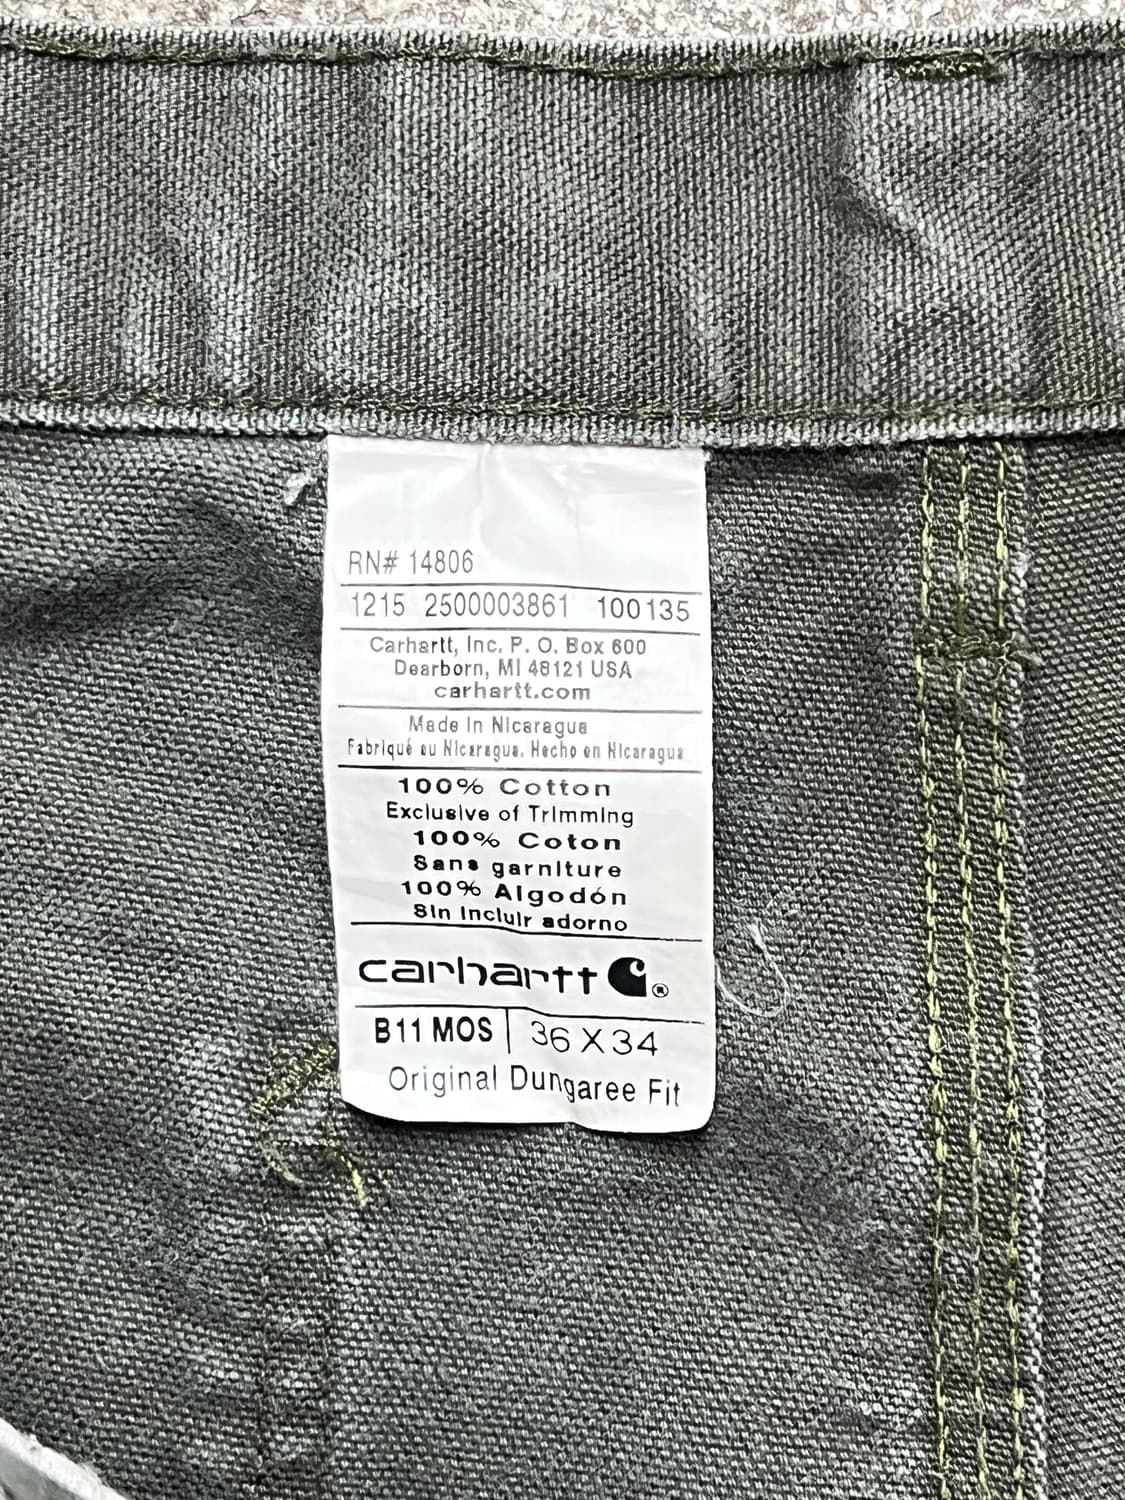 RN# 14806
1215 2500003861 100135
Carhartt, Inc. P. O. Box 600
Dearborn, MI 48121 USA
carhartt.com
Made in Nicaragua
Fabriqué au Nicaragua. Hecho en Nicaragua
100% Cotton
Exclusive of Trimming
100% Coton
Sans garniture
100% Algodón
Sin Incluir adorno
carhartt ®
B11 MOS | 36 X 34
Original Dungaree Fit